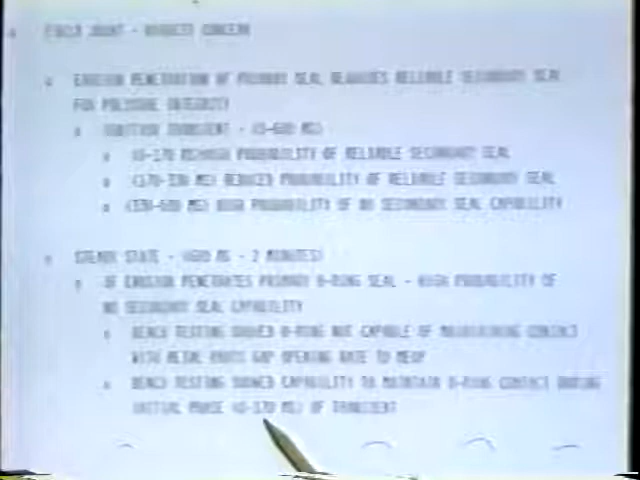 FIELD JOINT - HIGHEST CONCERN
EROSION PENETRATION OF PRIMARY SEAL REQUIRES RELIABLE SECONDARY SEAL
FOR PRESSURE INTEGRITY
IGNITION TRANSIENT - (0-600 MS)
(0-170 MS) HIGH PROBABILITY OF RELIABLE SECONDARY SEAL
(170-330 MS) REDUCED PROBABILITY OF RELIABLE SECONDARY SEAL
(330-600 MS) HIGH PROBABILITY OF NO SECONDARY SEAL CAPABILITY
STEADY STATE - (600 MS - 2 MINUTES)
IF EROSION PENETRATES PRIMARY O-RING SEAL - HIGH PROBABILITY OF
NO SECONDARY SEAL CAPABILITY
BENCH TESTING SHOWED O-RING NOT CAPABLE OF MAINTAINING CONTACT
WITH METAL PARTS GAP OPENING RATE TO MEOP
BENCH TESTING SHOWED CAPABILITY TO MAINTAIN O-RING CONTACT DURING
INITIAL PHASE (0-170 MS) OF TRANSIENT